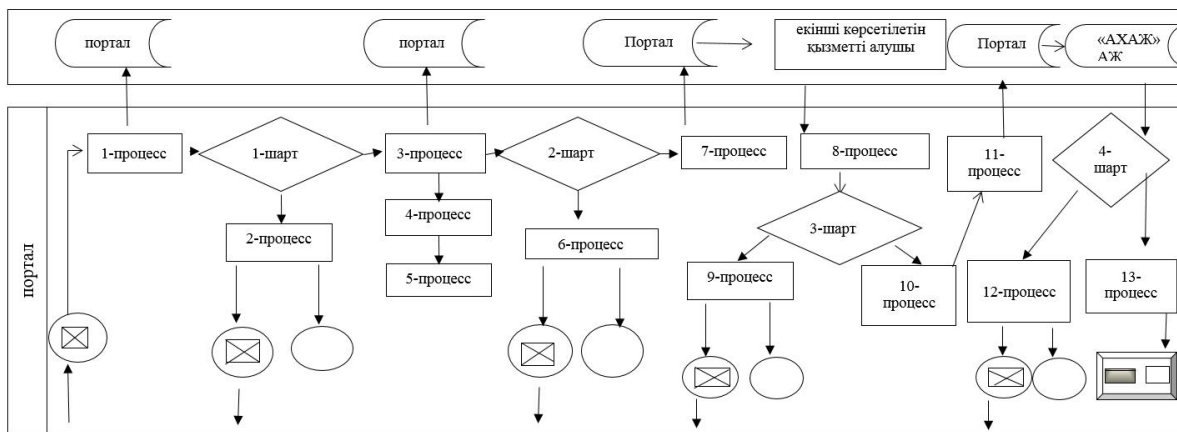 портал
портал
Портал
екінші көрсетілетін
қызметті алушы
Портал
«АХАЖ»
АЖ
портал
1-процесс
1-шарт
3-процесс
2-шарт
7-процесс
8-процесс
11-
процесс
4-
шарт
2-процесс
4-процесс
6-процесс
3-шарт
5-процесс
9-процесс
10-
процесс
12-процесс
13-
процесс